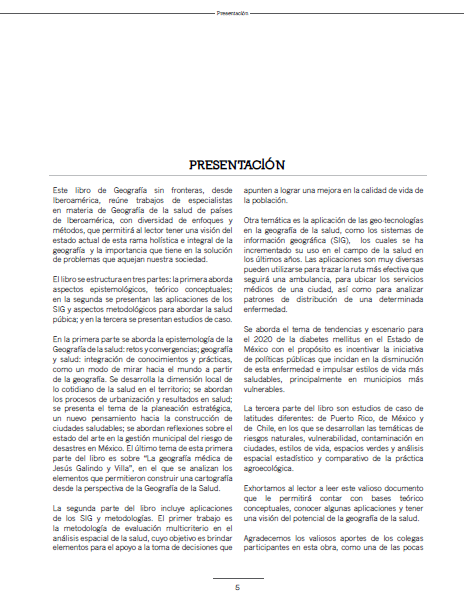 Presentación
PRESENTACIÓN
Este libro de Geografía sin fronteras, desde
Iberoamérica, reúne trabajos de especialistas
en materia de Geografía de la salud de países
de Iberoamérica, con diversidad de enfoques y
métodos, que permitirá al lector tener una visión del
estado actual de esta rama holística e integral de la
geografía y la importancia que tiene en la solución
de problemas que aquejan nuestra sociedad.
El libro se estructura en tres partes: la primera aborda
aspectos epistemológicos, teórico conceptuales;
en la segunda se presentan las aplicaciones de los
SIG y aspectos metodológicos para abordar la salud
púbica; y en la tercera se presentan estudios de caso.
En la primera parte se aborda la epistemología de la
Geografía de la salud: retos y convergencias; geografía
y salud: integración de conocimientos y prácticas
como un modo de mirar hacia el mundo a partir
de la geografía. Se desarrolla la dimensión local de
lo cotidiano de la salud en el territorio; se abordan
los procesos de urbanización y resultados en salud;
se presenta el tema de la planeación estratégica,
un nuevo pensamiento hacia la construcción de
ciudades saludables; se abordan reflexiones sobre el
estado del arte en la gestión municipal del riesgo de
desastres en México. El último tema de esta primera
parte del libro es sobre "La geografía médica de
Jesús Galindo y Villa", en el que se analizan los
elementos que permitieron construir una cartografía
desde la perspectiva de la Geografía de la Salud.
La segunda parte del libro incluye aplicaciones
de los SIG y metodologías. El primer trabajo es
la metodología de evaluación multicriterio en el
análisis espacial de la salud, cuyo objetivo es brindar
elementos para el apoyo a la toma de decisiones que
apunten a lograr una mejora en la calidad de vida de
la población.
Otra temática es la aplicación de las geo-tecnologías
en la geografía de la salud, como los sistemas de
información geográfica (SIG), los cuales se ha
incrementado su uso en el campo de la salud en
los últimos años. Las aplicaciones son muy diversas
pueden utilizarse para trazar la ruta más efectiva que
seguirá una ambulancia, para ubicar los servicios
médicos de una ciudad, así como para analizar
patrones de distribución de una determinada
enfermedad.
Se aborda el tema de tendencias y escenario para
el 2020 de la diabetes mellitus en el Estado de
México con el propósito es incentivar la iniciativa
de políticas públicas que incidan en la disminución
de esta enfermedad e impulsar estilos de vida más
saludables, principalmente en municipios más
vulnerables.
La tercera parte del libro son estudios de caso de
latitudes diferentes: de Puerto Rico, de México y
de Chile, en los que se desarrollan las temáticas de
riesgos naturales, vulnerabilidad, contaminación en
ciudades, estilos de vida, espacios verdes y análisis
espacial estadístico y comparativo de la práctica
agroecológica.
Exhortamos al lector a leer este valioso documento
que le permitirá contar con bases teórico
conceptuales, conocer algunas aplicaciones y tener
una visión del potencial de la geografía de la salud.
Agradecemos los valiosos aportes de los colegas
participantes en esta obra, como una de las pocas
5